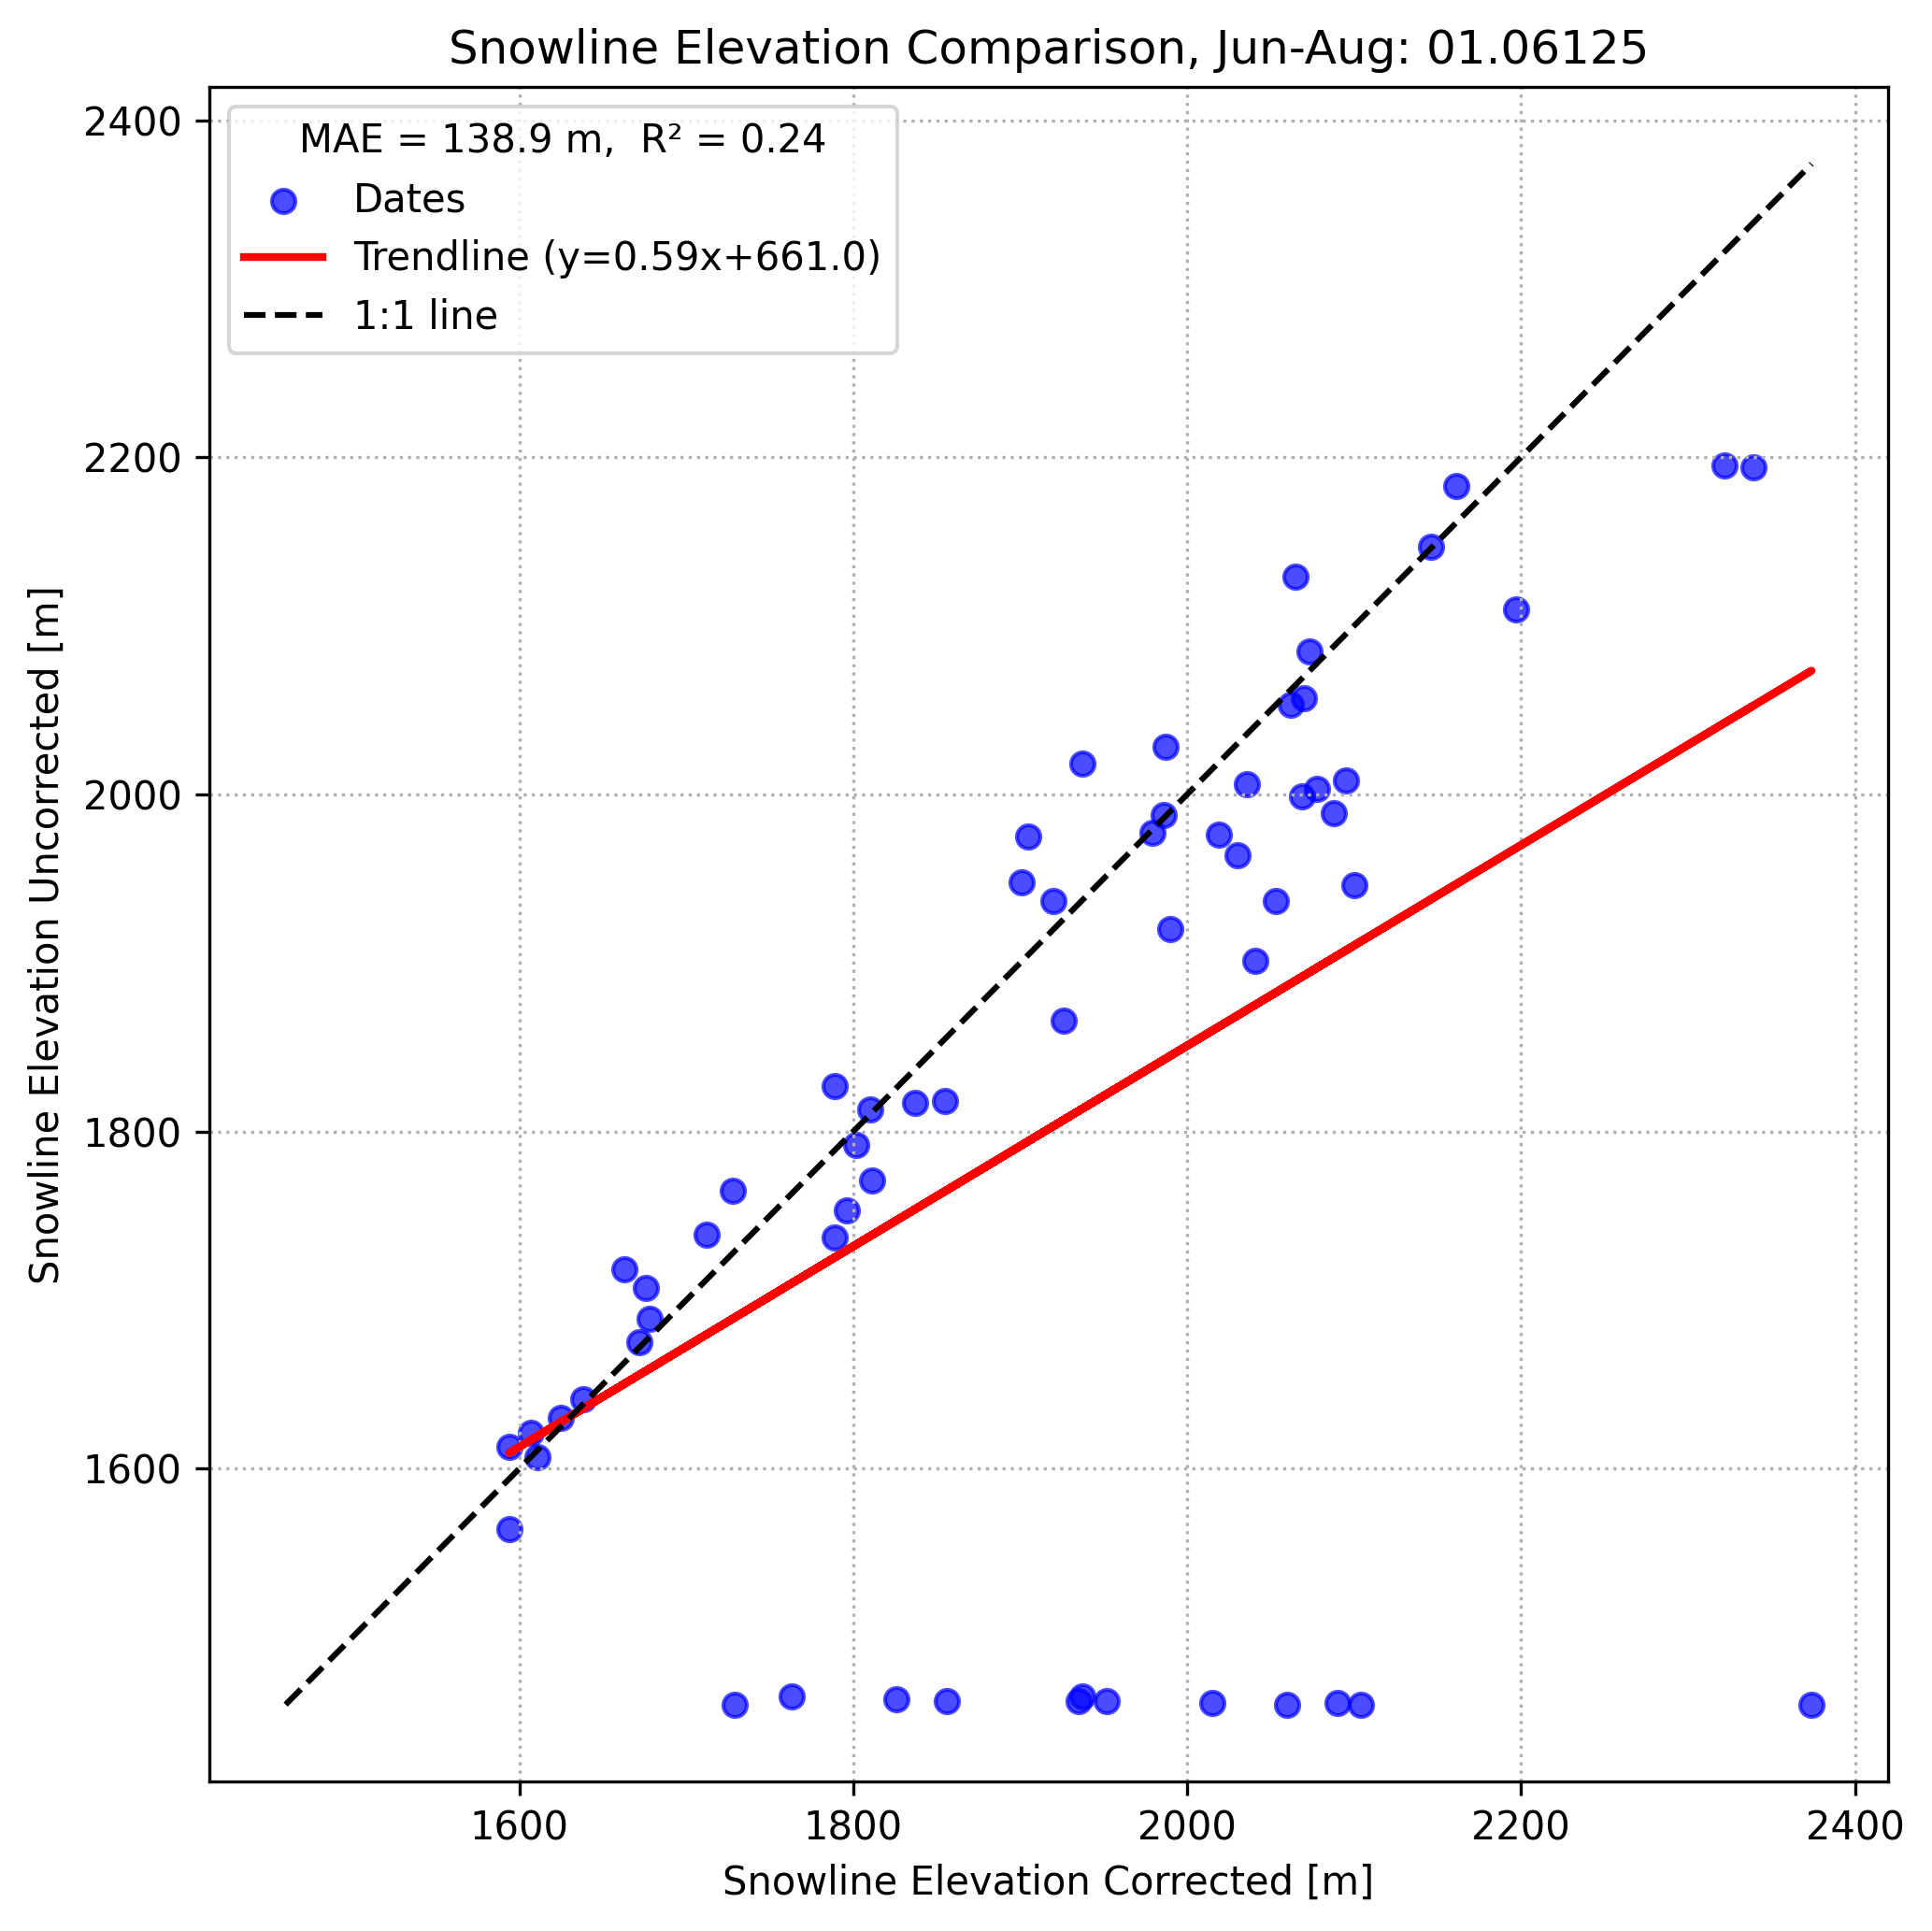 Snowline Elevation Comparison, Jun-Aug: 01.06125
MAE = 138.9 m,  R² = 0.24
Dates
Trendline (y=0.59x+661.0)
1:1 line
Snowline Elevation Uncorrected [m]
2400
2200
2000
1800
1600
1600 1800 2000 2200 2400
Snowline Elevation Corrected [m]